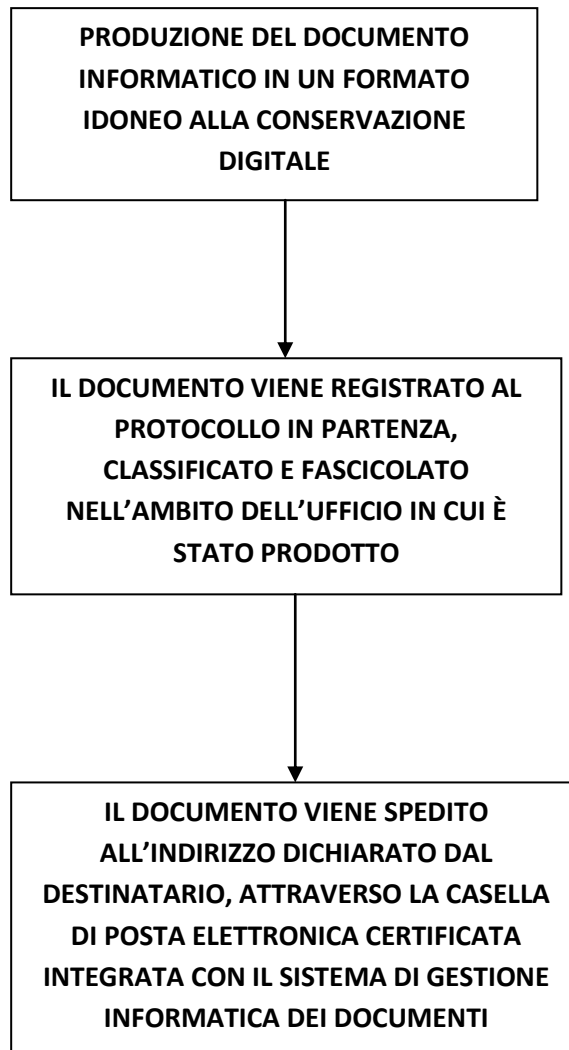 PRODUZIONE DEL DOCUMENTO
INFORMATICO IN UN FORMATO
IDONEO ALLA CONSERVAZIONE
DIGITALE
IL DOCUMENTO VIENE REGISTRATO AL
PROTOCOLLO IN PARTENZA,
CLASSIFICATO E FASCICOLATO
NELL’AMBITO DELL’UFFICIO IN CUI È
STATO PRODOTTO
IL DOCUMENTO VIENE SPEDITO
ALL’INDIRIZZO DICHIARATO DAL
DESTINATARIO, ATTRAVERSO LA CASELLA
DI POSTA ELETTRONICA CERTIFICATA
INTEGRATA CON IL SISTEMA DI GESTIONE
INFORMATICA DEI DOCUMENTI